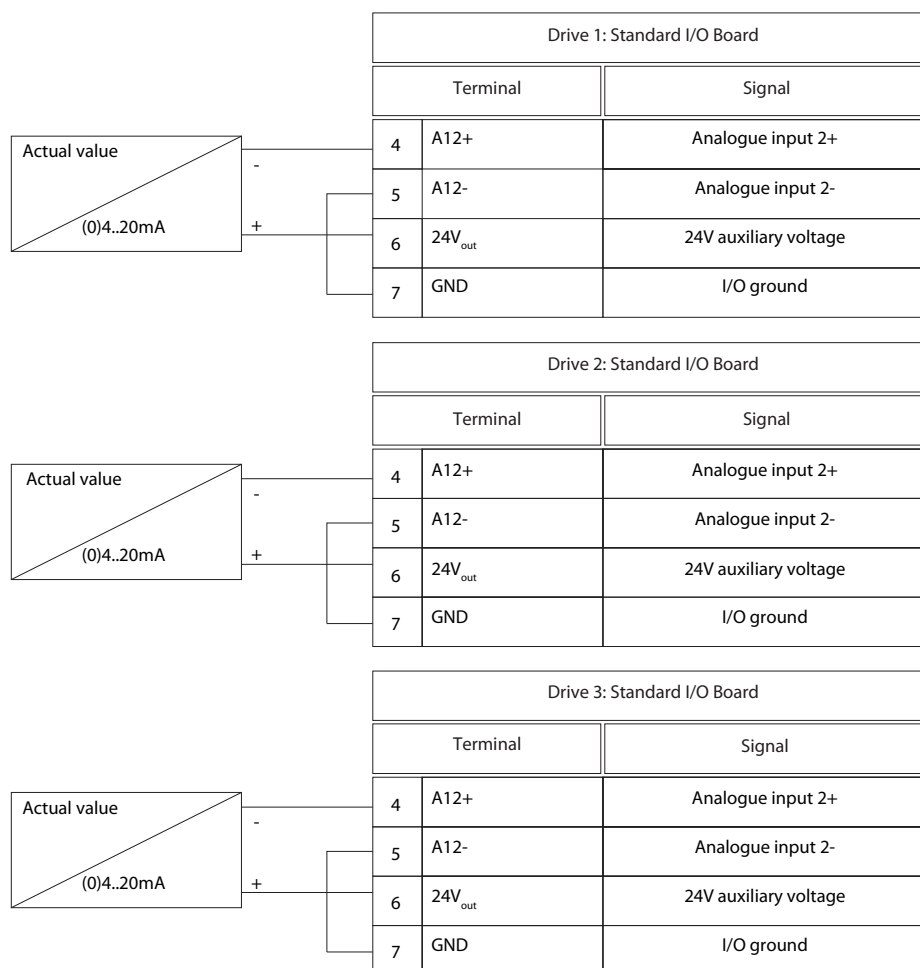 Drive 1: Standard I/O Board
Terminal Signal
Actual value
(0)4..20mA
-
+
4 A12+ Analogue input 2+
5 A12- Analogue input 2-
6 24Vout 24V auxiliary voltage
7 GND I/O ground
Drive 2: Standard I/O Board
Terminal Signal
Actual value
(0)4..20mA
-
+
4 A12+ Analogue input 2+
5 A12- Analogue input 2-
6 24Vout 24V auxiliary voltage
7 GND I/O ground
Drive 3: Standard I/O Board
Terminal Signal
Actual value
(0)4..20mA
-
+
4 A12+ Analogue input 2+
5 A12- Analogue input 2-
6 24Vout 24V auxiliary voltage
7 GND I/O ground